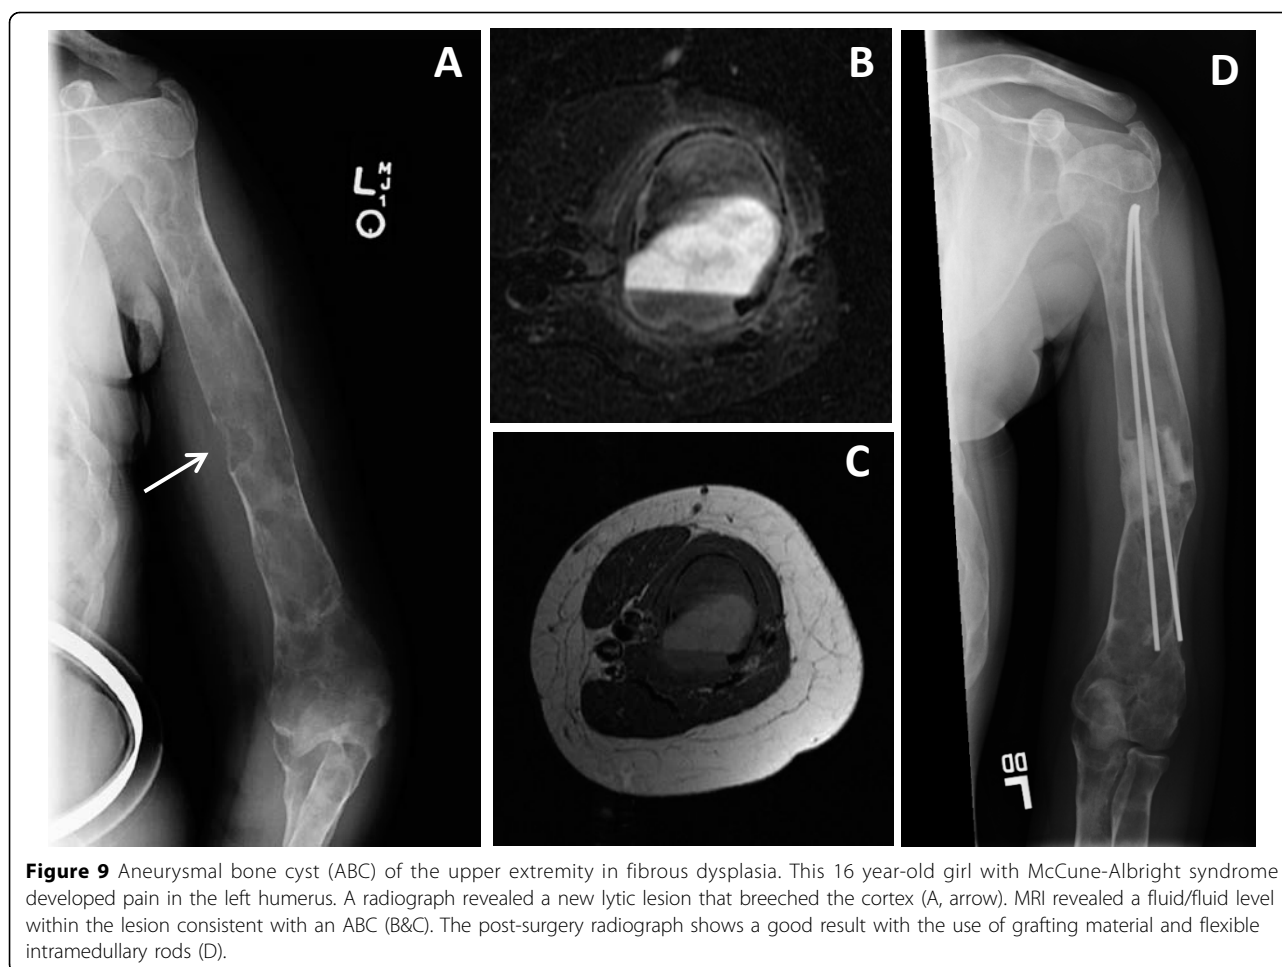 A
B
D
L
M
J
1
C
DD
L
Figure 9 Aneurysmal bone cyst (ABC) of the upper extremity in fibrous dysplasia. This 16 year-old girl with McCune-Albright syndrome
developed pain in the left humerus. A radiograph revealed a new lytic lesion that breeched the cortex (A, arrow). MRI revealed a fluid/fluid level
within the lesion consistent with an ABC (B&C). The post-surgery radiograph shows a good result with the use of grafting material and flexible
intramedullary rods (D).